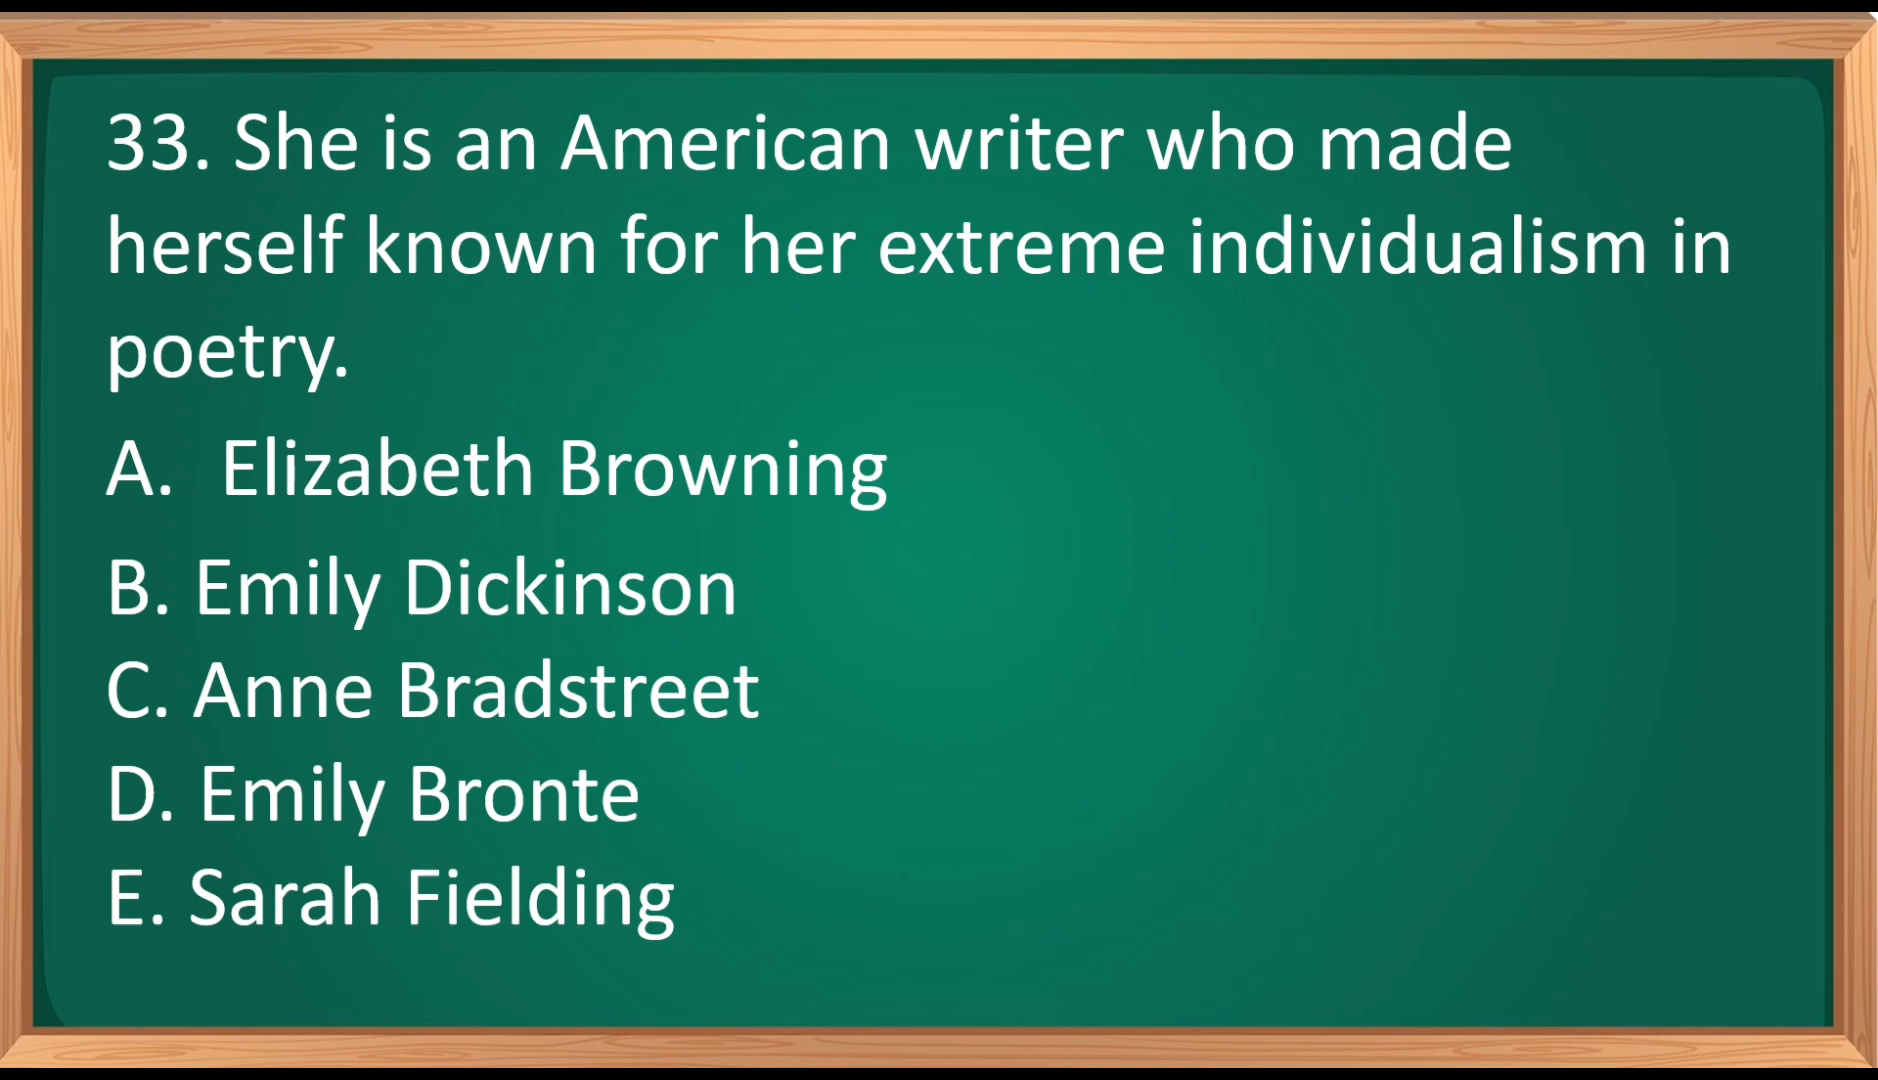 33. She is an American writer who made
herself known for her extreme individualism in
poetry.
A. Elizabeth Browning
B. Emily Dickinson
C. Anne Bradstreet
D. Emily Bronte
E. Sarah Fielding